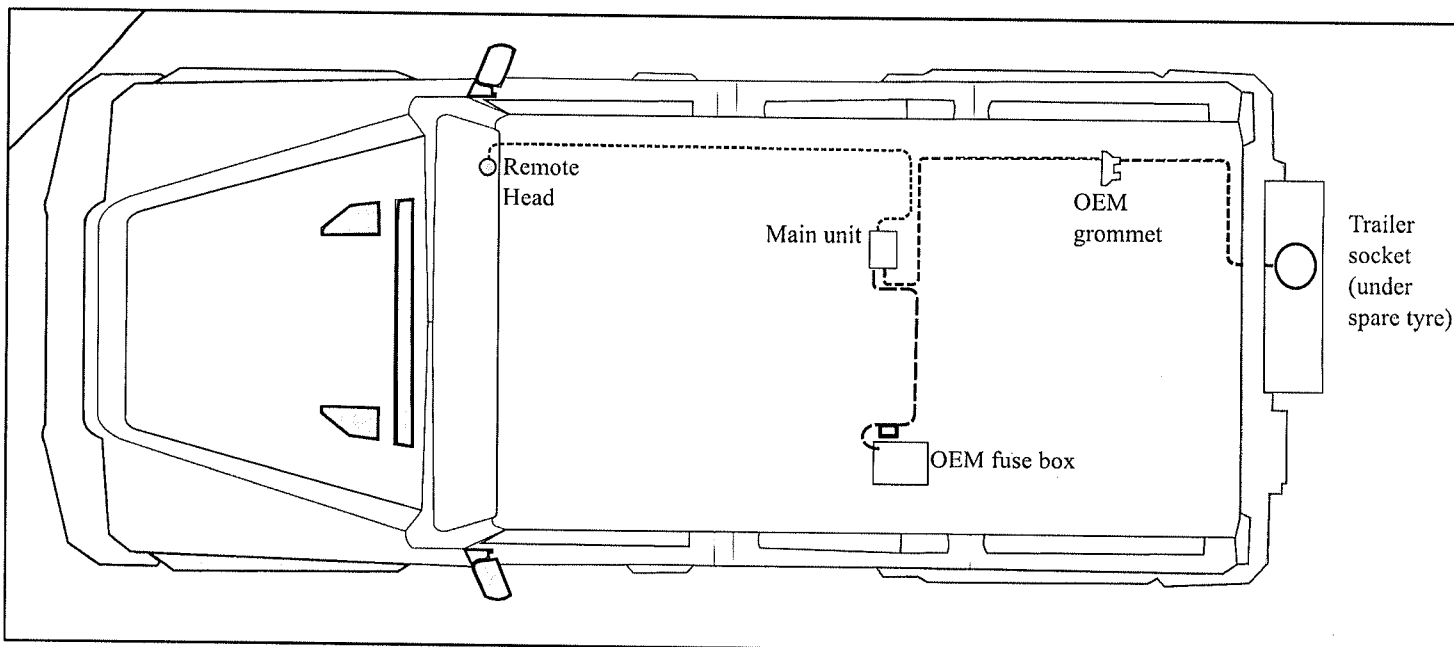 Remote
Head
Main unit
OEM
grommet
Trailer
socket
(under
spare tyre)
OEM fuse box